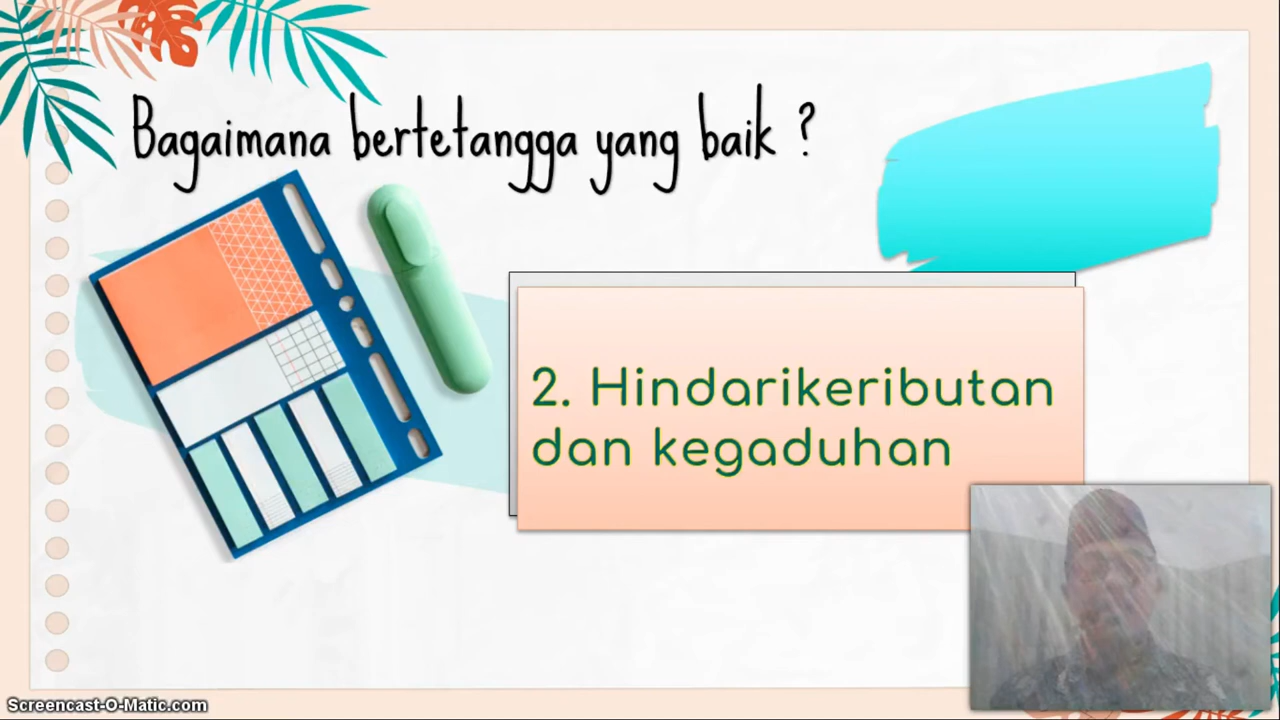 Bagaimana bertetangga yang baik ?
2. Hindarikeributan
dan kegaduhan
Screencast-O-Matic.com